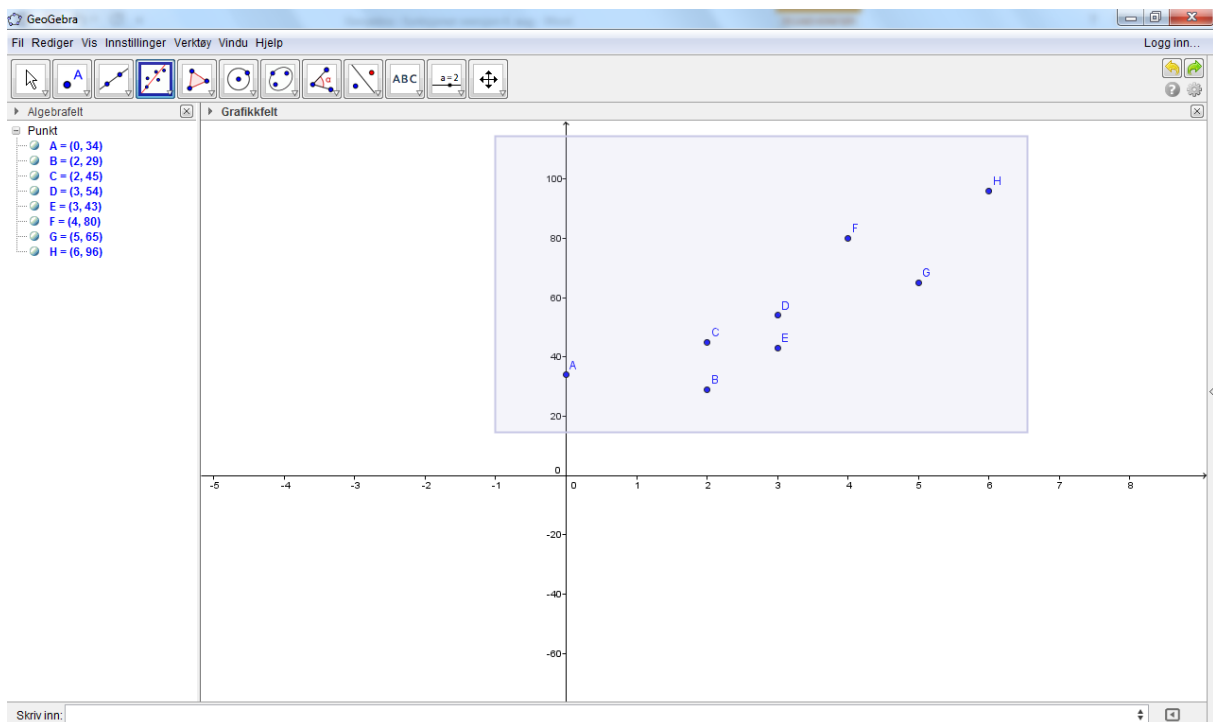 GeoGebra
Fil Rediger Vis Innstillinger Verktøy Vindu Hjelp
Logg inn...
A
α
ABC
a=2
Algebrafelt
Grafikkfelt
Punkt
A = (0, 34)
B = (2, 29)
C = (2, 45)
D = (3, 54)
E = (3, 43)
F = (4, 80)
G = (5, 65)
H = (6, 96)
100
H
80
F
G
60
D
C
E
40
A
B
20
0
-5 -4 -3 -2 -1 0 1 2 3 4 5 6 7 8
-20
-40
-60
Skriv inn: